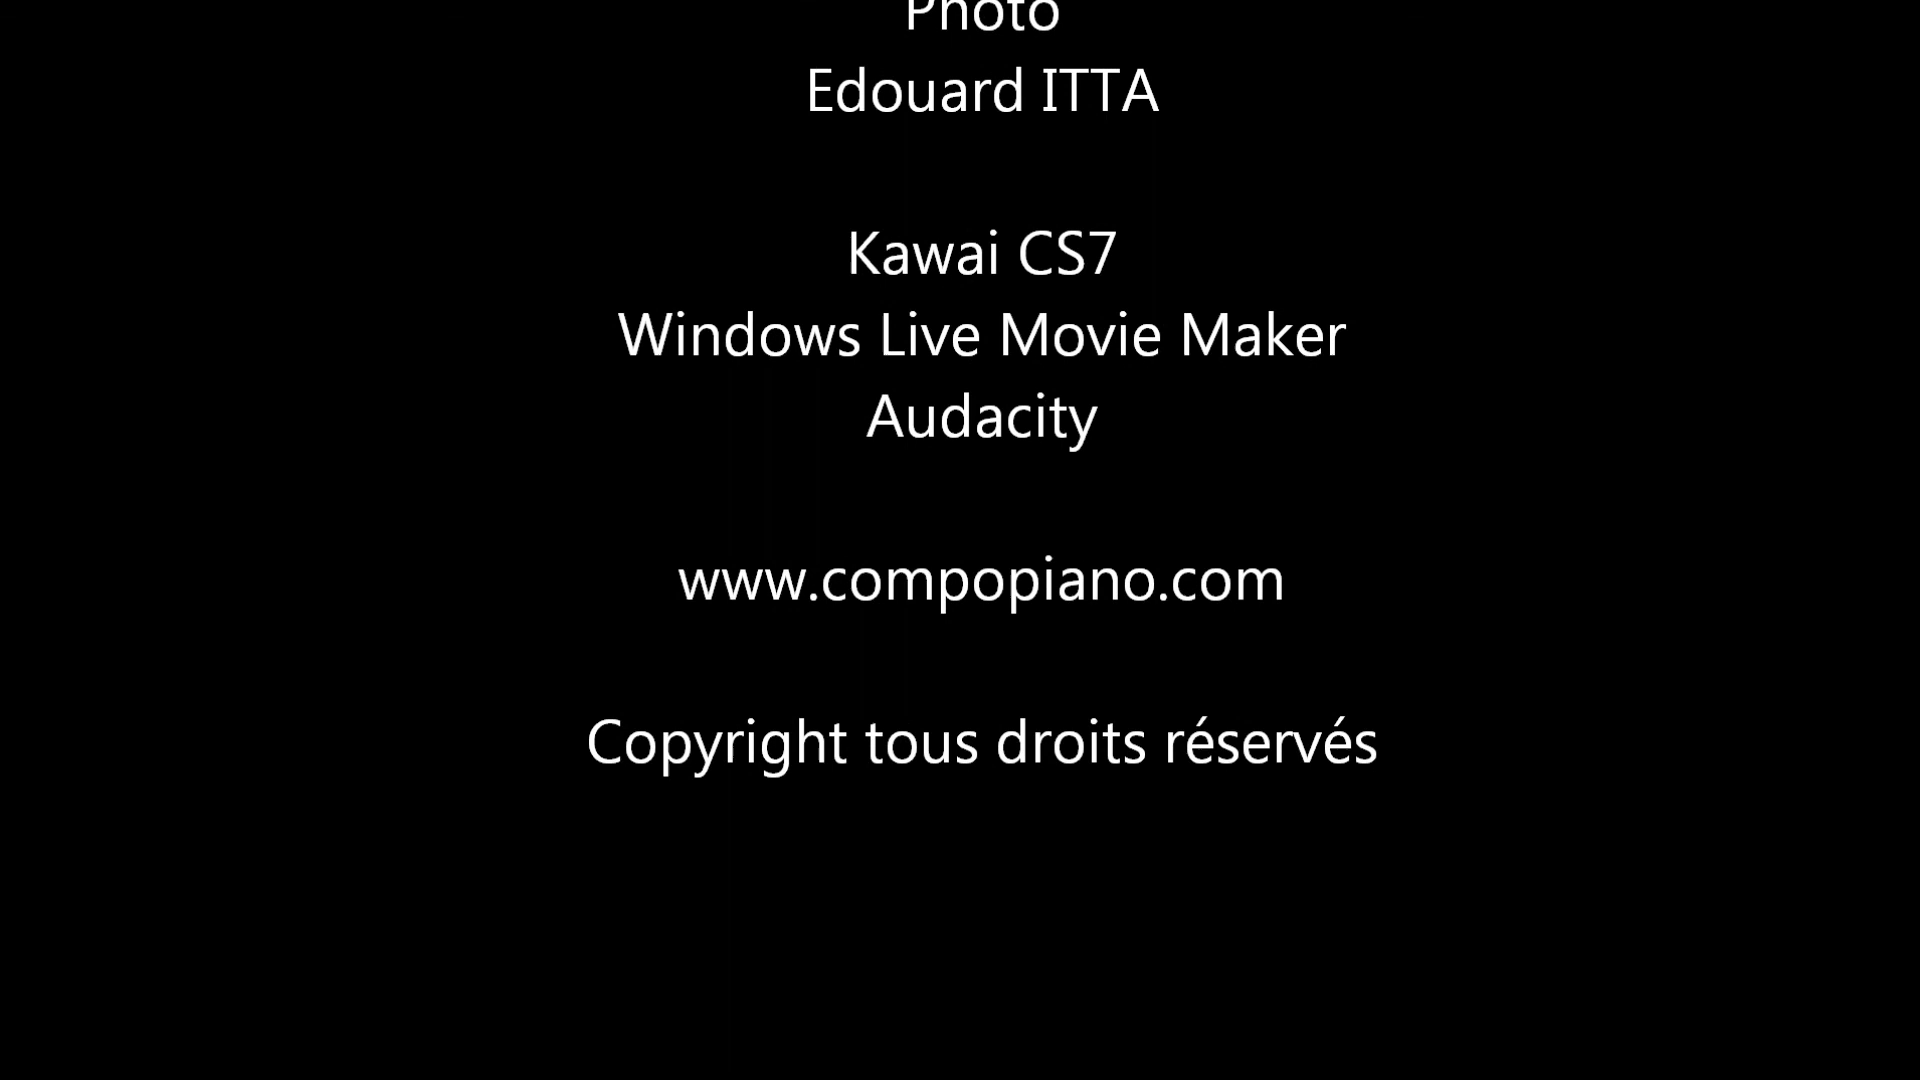 Photo
Edouard ITTA
Kawai CS7
Windows Live Movie Maker
Audacity
www.compopiano.com
Copyright tous droits réservés